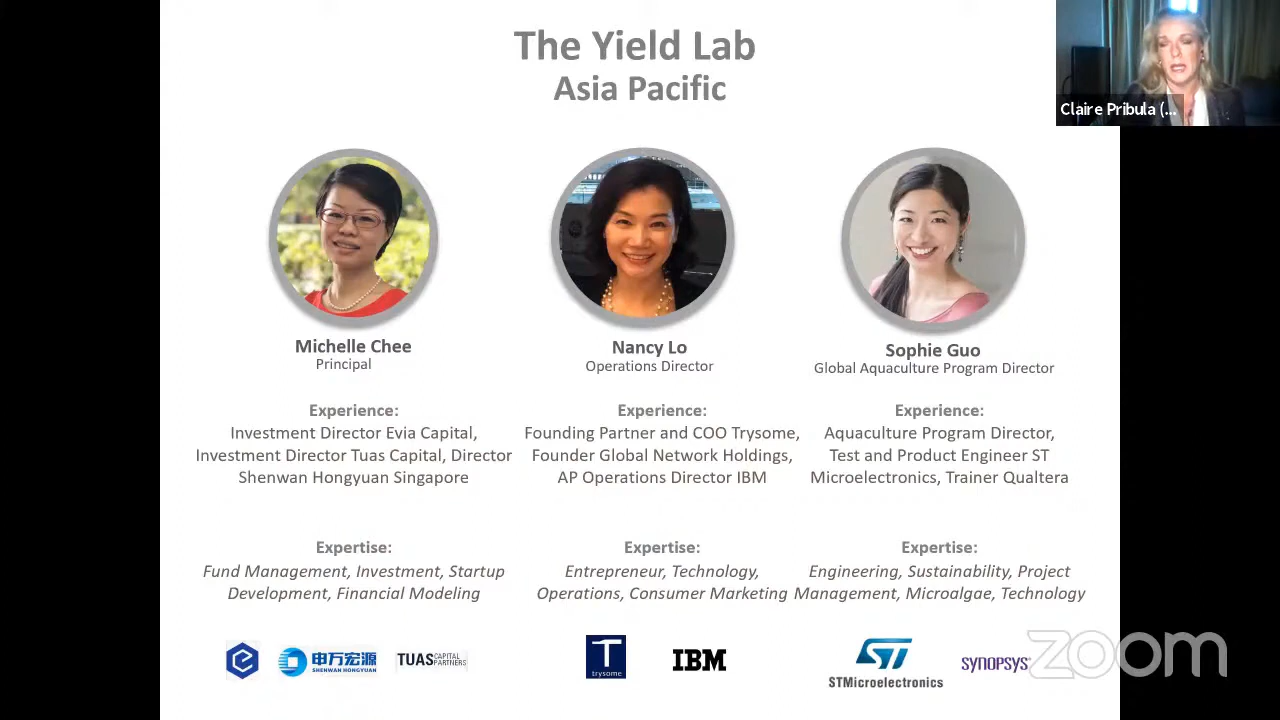 The Yield Lab
Asia Pacific
Claire Pribula (...
Michelle Chee
Principal
Experience:
Investment Director Evia Capital,
Investment Director Tuas Capital, Director
Shenwan Hongyuan Singapore
Expertise:
Fund Management, Investment, Startup
Development, Financial Modeling
申万宏源
SHENWAN HONGYUAN
TUAS CAPITAL
PARTNERS
Nancy Lo
Operations Director
Experience:
Founding Partner and COO Trysome,
Founder Global Network Holdings,
AP Operations Director IBM
Expertise:
Entrepreneur, Technology,
Operations, Consumer Marketing
T
trysome
IBM
Sophie Guo
Global Aquaculture Program Director
Experience:
Aquaculture Program Director,
Test and Product Engineer ST
Microelectronics, Trainer Qualtera
Expertise:
Engineering, Sustainability, Project
Management, Microalgae, Technology
ST
STMicroelectronics
SYNOPSYS
zoom